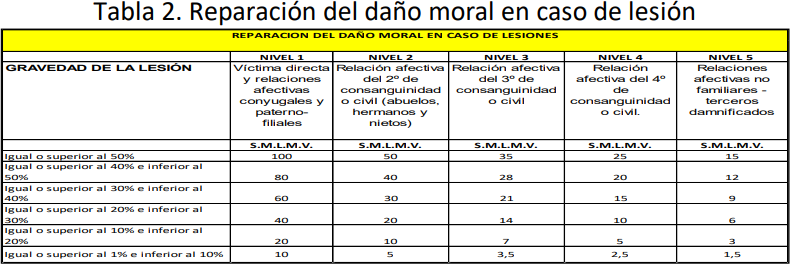 Tabla 2. Reparación del daño moral en caso de lesión
REPARACION DEL DAÑO MORAL EN CASO DE LESIONES
NIVEL 1 NIVEL 2 NIVEL 3 NIVEL 4 NIVEL 5
GRAVEDAD DE LA LESIÓN
Víctima directa
y relaciones
afectivas
conyugales y
paterno-
filiales
Relación afectiva
del 2º de
consanguinidad
o civil (abuelos,
hermanos y
nietos)
Relación afectiva
del 3º de
consanguinidad
o civil
Relación
afectiva del 4º
de
consanguinidad
o civil.
Relaciones
afectivas no
familiares -
terceros
damnificados
S.M.L.M.V. S.M.L.M.V. S.M.L.M.V. S.M.L.M.V. S.M.L.M.V.
Igual o superior al 50% 100 50 35 25 15
Igual o superior al 40% e inferior al
50% 80 40 28 20 12
Igual o superior al 30% e inferior al
40% 60 30 21 15 9
Igual o superior al 20% e inferior al
30% 40 20 14 10 6
Igual o superior al 10% e inferior al
20% 20 10 7 5 3
Igual o superior al 1% e inferior al 10% 10 5 3,5 2,5 1,5